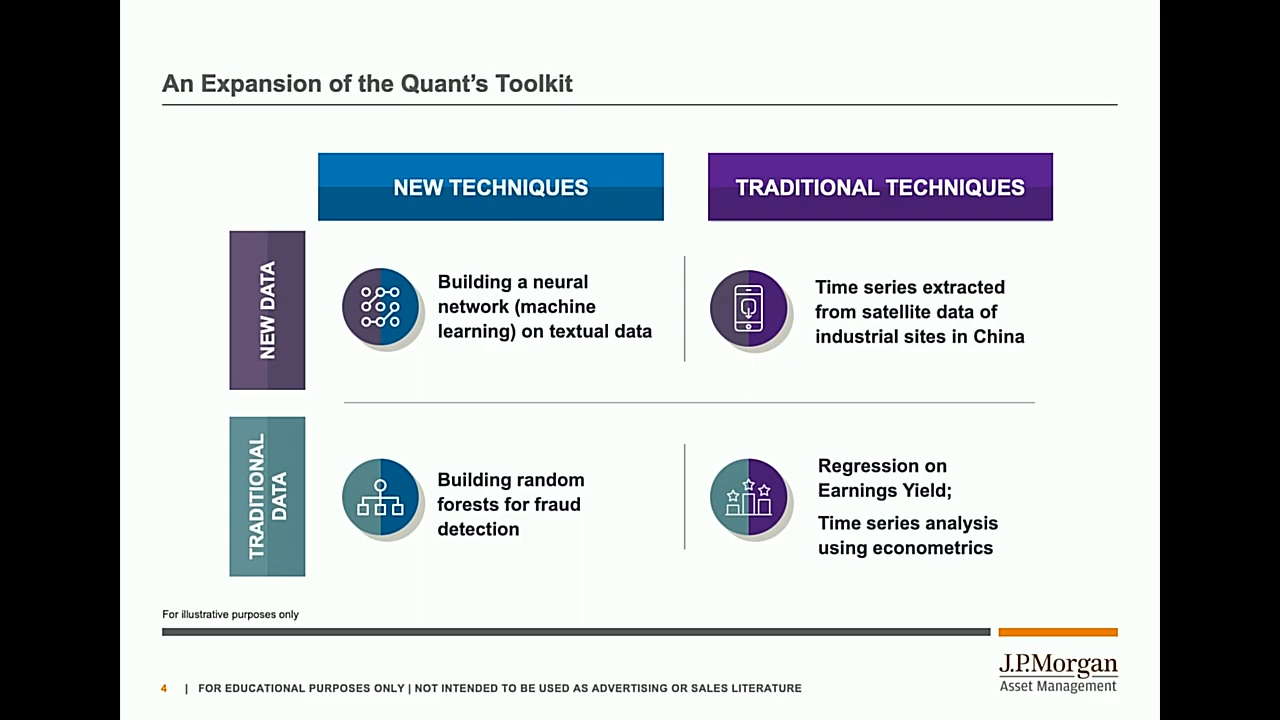 An Expansion of the Quant’s Toolkit
NEW TECHNIQUES
TRADITIONAL TECHNIQUES
NEW DATA
Building a neural
network (machine
learning) on textual data
Time series extracted
from satellite data of
industrial sites in China
TRADITIONAL
DATA
Building random
forests for fraud
detection
Regression on
Earnings Yield;
Time series analysis
using econometrics
For illustrative purposes only
J.P.Morgan
Asset Management
4 | FOR EDUCATIONAL PURPOSES ONLY | NOT INTENDED TO BE USED AS ADVERTISING OR SALES LITERATURE